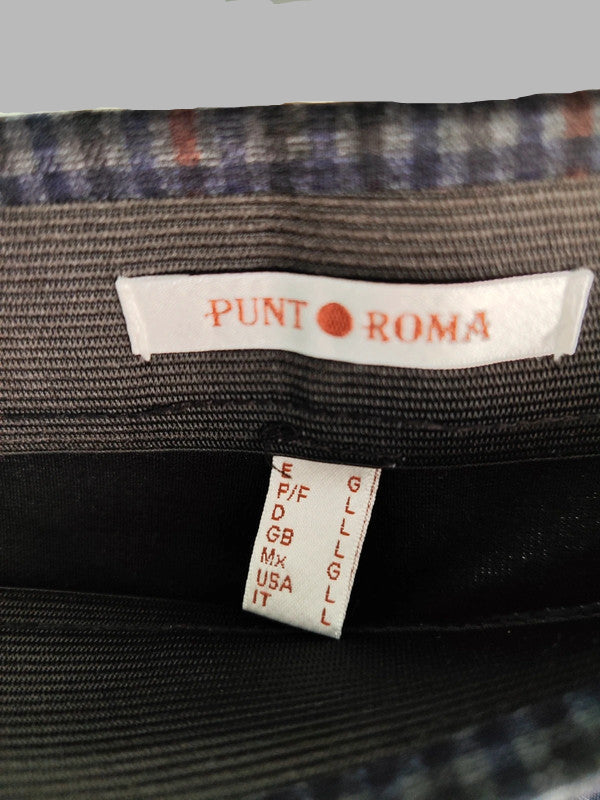 PUNT ROMA
E G
P/F L
D L
GB L
Mx G
USA L
IT L